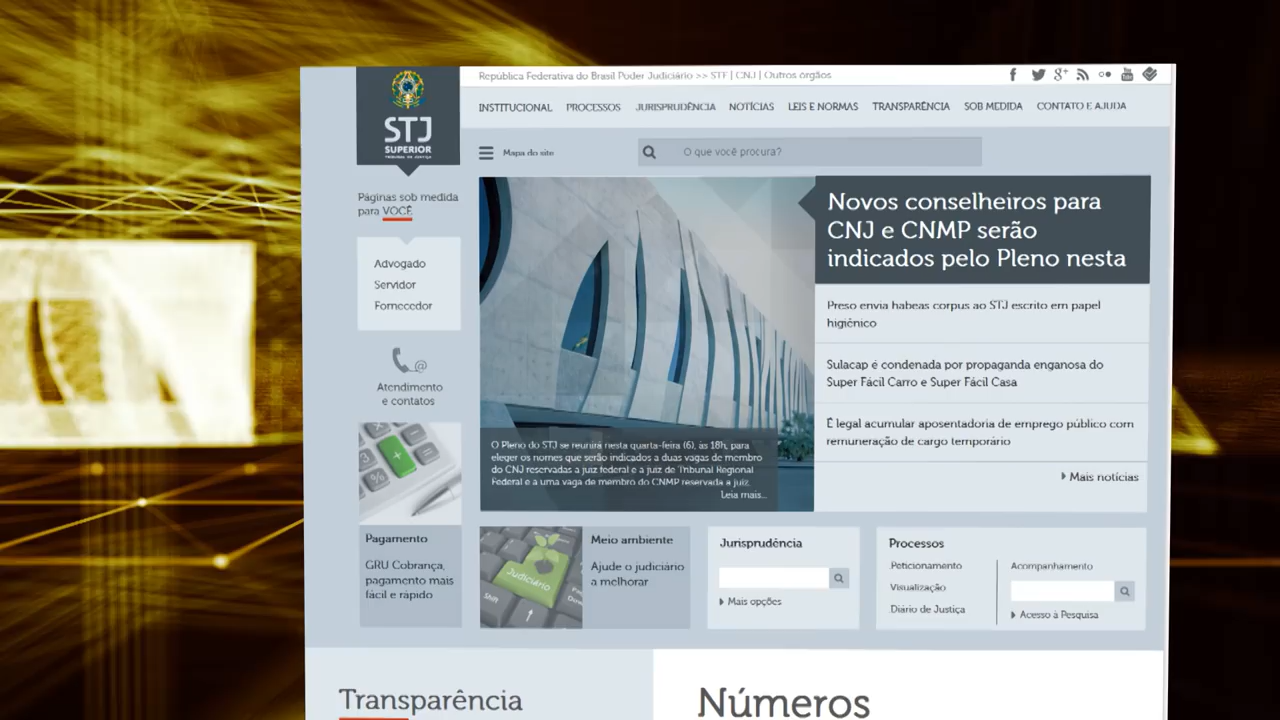 República Federativa do Brasil Poder Judiciário >> STF | CNJ | Outros órgãos
STJ
SUPERIOR
TRIBUNAL DE JUSTIÇA
INSTITUCIONAL PROCESSOS JURISPRUDÊNCIA NOTÍCIAS LEIS E NORMAS TRANSPARÊNCIA SOB MEDIDA CONTATO E AJUDA
Mapa do site
O que você procura?
Páginas sob medida
para VOCÊ
Advogado
Servidor
Fornecedor
Atendimento
e contatos
Novos conselheiros para
CNJ e CNMP serão
indicados pelo Pleno nesta
Preso envia habeas corpus ao STJ escrito em papel
higiênico
Sulacap é condenada por propaganda enganosa do
Super Fácil Carro e Super Fácil Casa
É legal acumular aposentadoria de emprego público com
remuneração de cargo temporário
Mais notícias
O Pleno do STJ se reunirá nesta quarta-feira (6), às 18h, para
eleger os nomes que serão indicados a duas vagas de membro
do CNJ reservadas a juiz federal e a juiz de Tribunal Regional
Federal e a uma vaga de membro do CNMP reservada a juiz.
Leia mais...
Pagamento
GRU Cobrança,
pagamento mais
fácil e rápido
Judiciário
Shift
Meio ambiente
Ajude o judiciário
a melhorar
Jurisprudência
Mais opções
Processos
Peticionamento
Visualização
Diário de Justiça
Acompanhamento
Acesso à Pesquisa
Transparência
Números